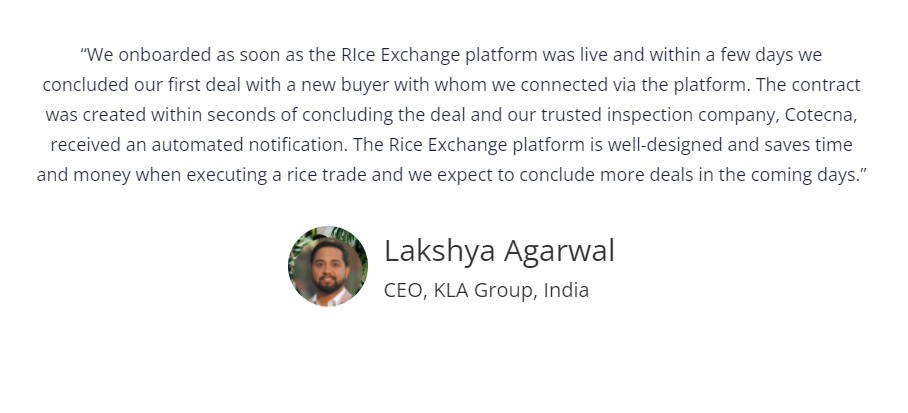 “We onboarded as soon as the RIce Exchange platform was live and within a few days we
concluded our first deal with a new buyer with whom we connected via the platform. The contract
was created within seconds of concluding the deal and our trusted inspection company, Cotecna,
received an automated notification. The Rice Exchange platform is well-designed and saves time
and money when executing a rice trade and we expect to conclude more deals in the coming days.”
Lakshya Agarwal
CEO, KLA Group, India